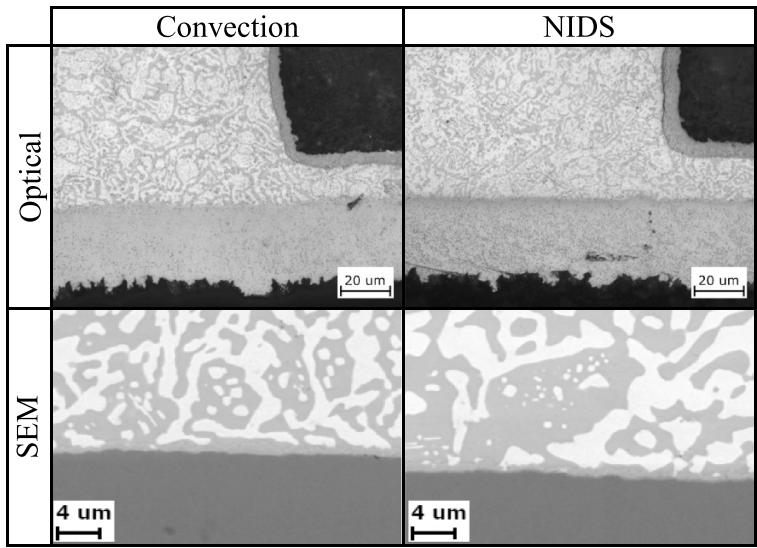 Convection NIDS
Optical
20 um 20 um
SEM
4 um 4 um